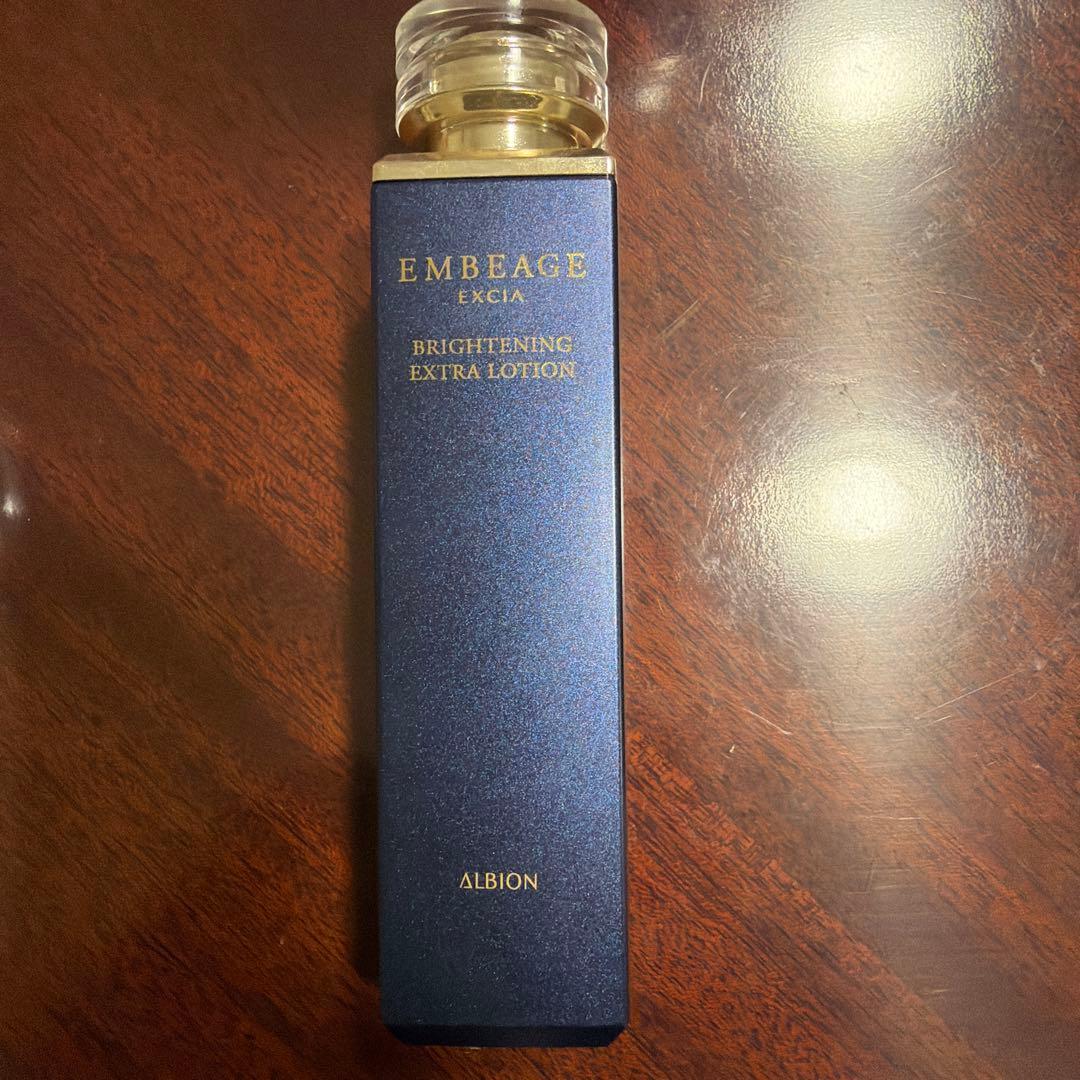 EMBEAGE
EXCIA
BRIGHTENING
EXTRA LOTION
ALBION